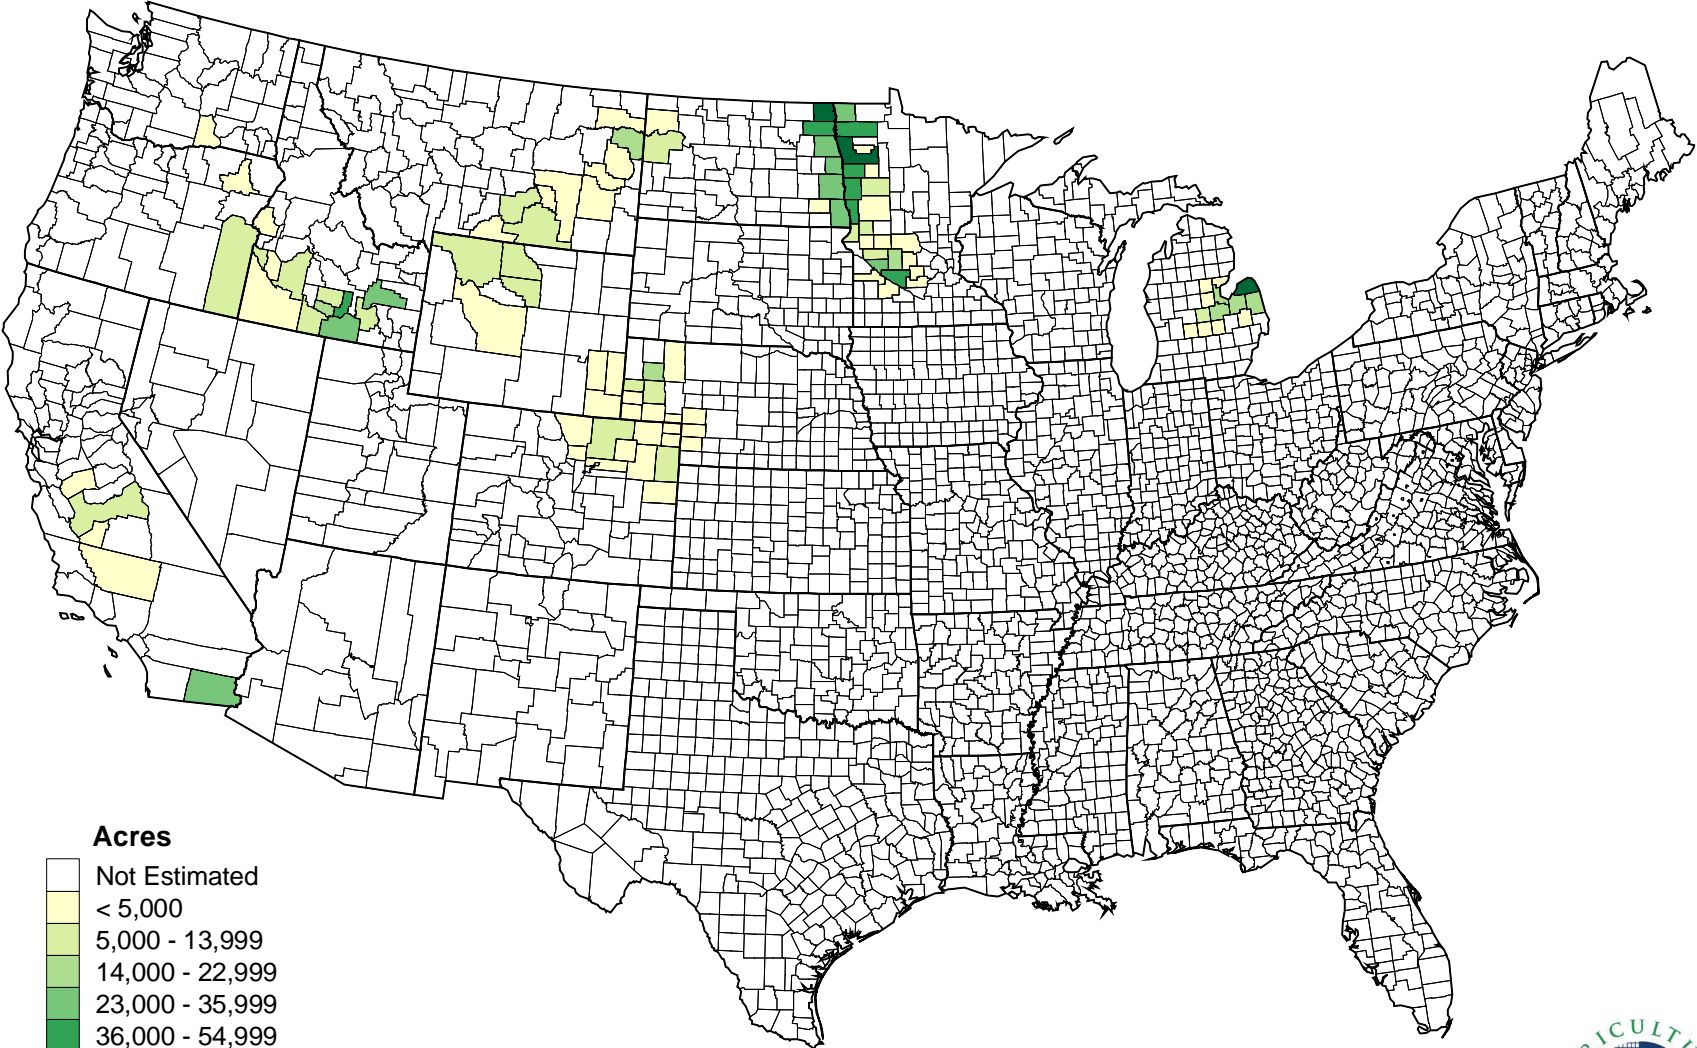 Acres
Not Estimated
< 5,000
5,000 - 13,999
14,000 - 22,999
23,000 - 35,999
36,000 - 54,999